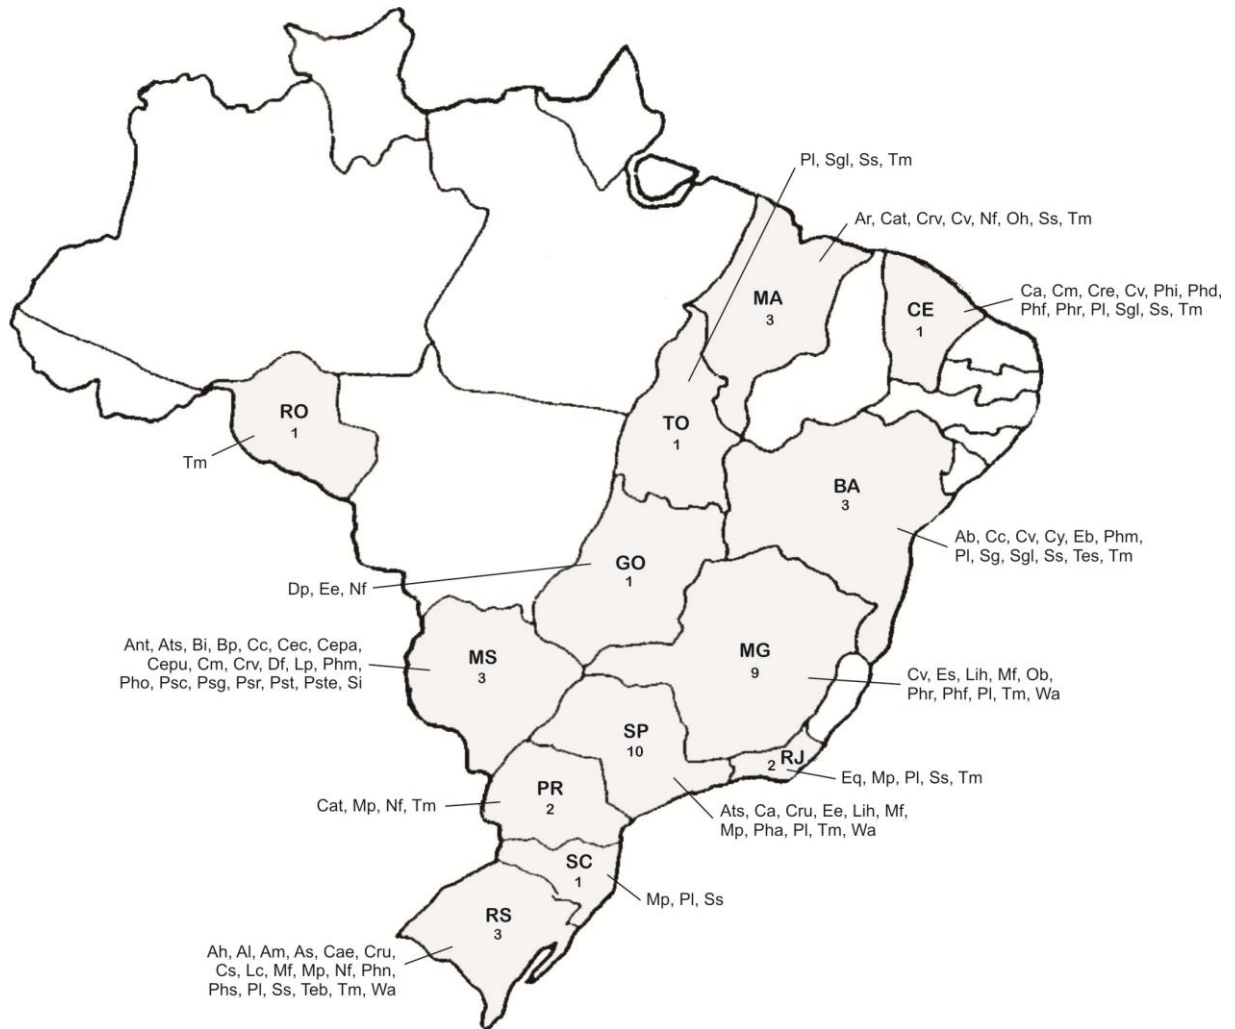 Pl, Sgl, Ss, Tm
Ar, Cat, Crv, Cv, Nf, Oh, Ss, Tm
MA
3
CE
1
Ca, Cm, Cre, Cv, Phi, Phd,
Phf, Phr, Pl, Sgl, Ss, Tm
RO
1
Tm
TO
1
BA
3
Ab, Cc, Cv, Cy, Eb, Phm,
Pl, Sg, Sgl, Ss, Tes, Tm
GO
1
Dp, Ee, Nf
Ant, Ats, Bi, Bp, Cc, Cec, Cepa,
Cepu, Cm, Crv, Df, Lp, Phm,
Pho, Psc, Psg, Psr, Pst, Pste, Si
MS
3
MG
9
Cv, Es, Lih, Mf, Ob,
Phr, Phf, Pl, Tm, Wa
SP
10
RJ
2
Eq, Mp, Pl, Ss, Tm
Cat, Mp, Nf, Tm
PR
2
Ats, Ca, Cru, Ee, Lih, Mf,
Mp, Pha, Pl, Tm, Wa
SC
1
Mp, Pl, Ss
RS
3
Ah, Al, Am, As, Cae, Cru,
Cs, Lc, Mf, Mp, Nf, Phn,
Phs, Pl, Ss, Teb, Tm, Wa